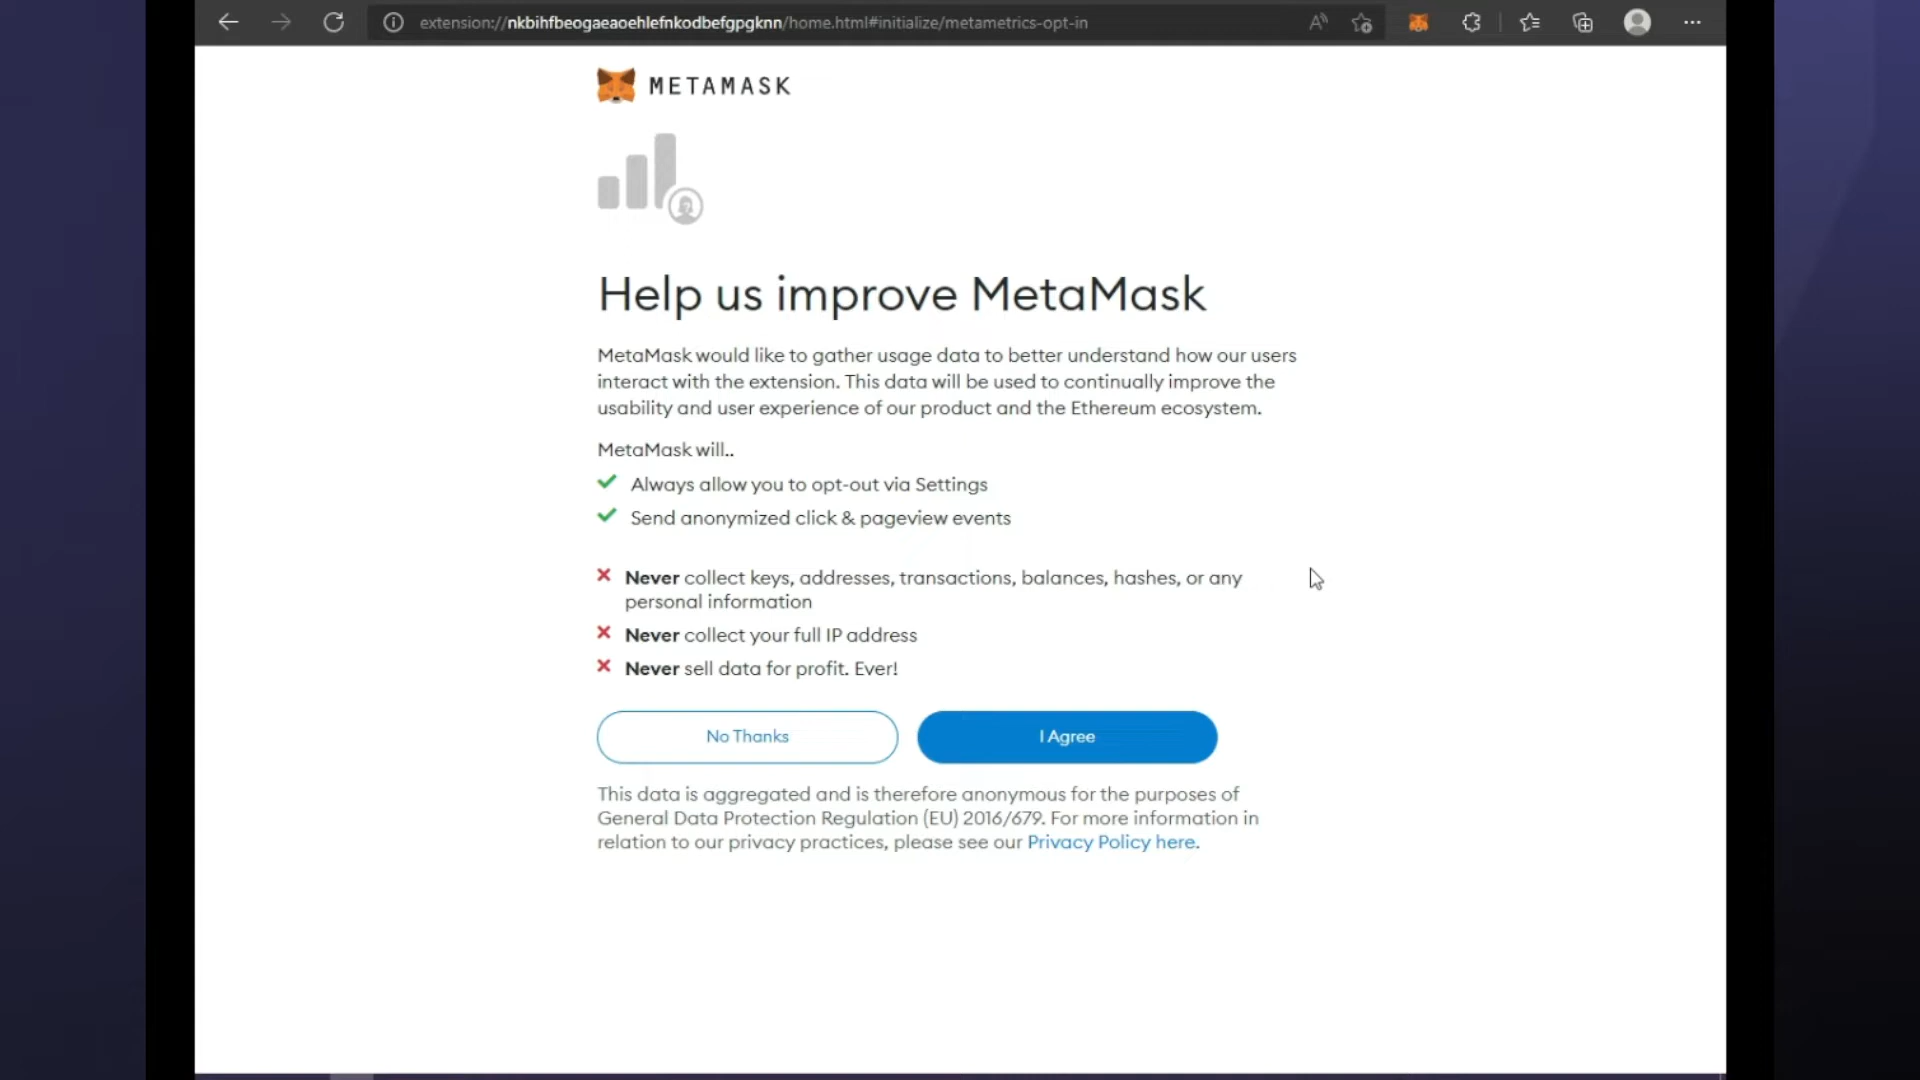 extension://nkbihfbeogaeaoehlefnkodbefgpgknn/home.html#initialize/metametrics-opt-in
METAMASK
Help us improve MetaMask
MetaMask would like to gather usage data to better understand how our users
interact with the extension. This data will be used to continually improve the
usability and user experience of our product and the Ethereum ecosystem.
MetaMask will..
Always allow you to opt-out via Settings
Send anonymized click & pageview events
Never collect keys, addresses, transactions, balances, hashes, or any
personal information
Never collect your full IP address
Never sell data for profit. Ever!
No Thanks
I Agree
This data is aggregated and is therefore anonymous for the purposes of
General Data Protection Regulation (EU) 2016/679. For more information in
relation to our privacy practices, please see our Privacy Policy here.